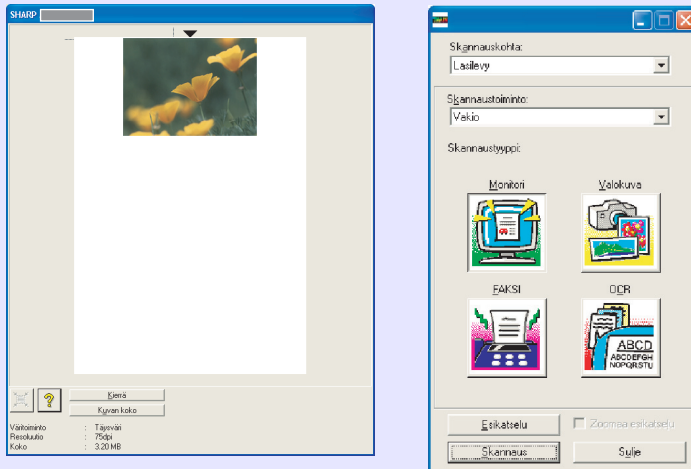 SHARP
Kierrä
Kuvan koko
Väritoiminto : Täysväri
Resoluutio : 75dpi
Koko : 3.20 MB
Skannauskohta:
Lasilevy
Skannaustoiminto:
Vakio
Skannaustyyppi:
Monitori Valokuva
FAKSI OCR
ABCD
ABCDEFGH
NOPQRSTU
Esikatselu Zoomaa esikatselu
Skannaus Sulje